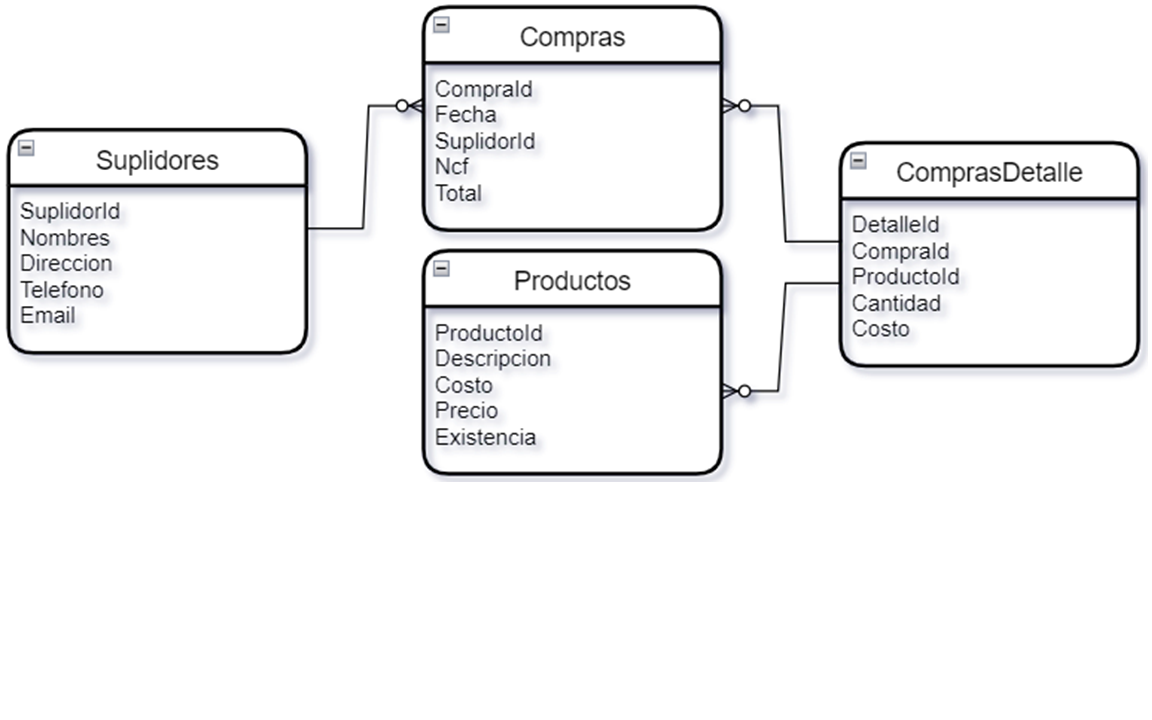 Suplidores
SuplidorId
Nombres
Direccion
Telefono
Email
Compras
CompraId
Fecha
SuplidorId
Ncf
Total
Productos
ProductoId
Descripcion
Costo
Precio
Existencia
ComprasDetalle
DetalleId
CompraId
ProductoId
Cantidad
Costo